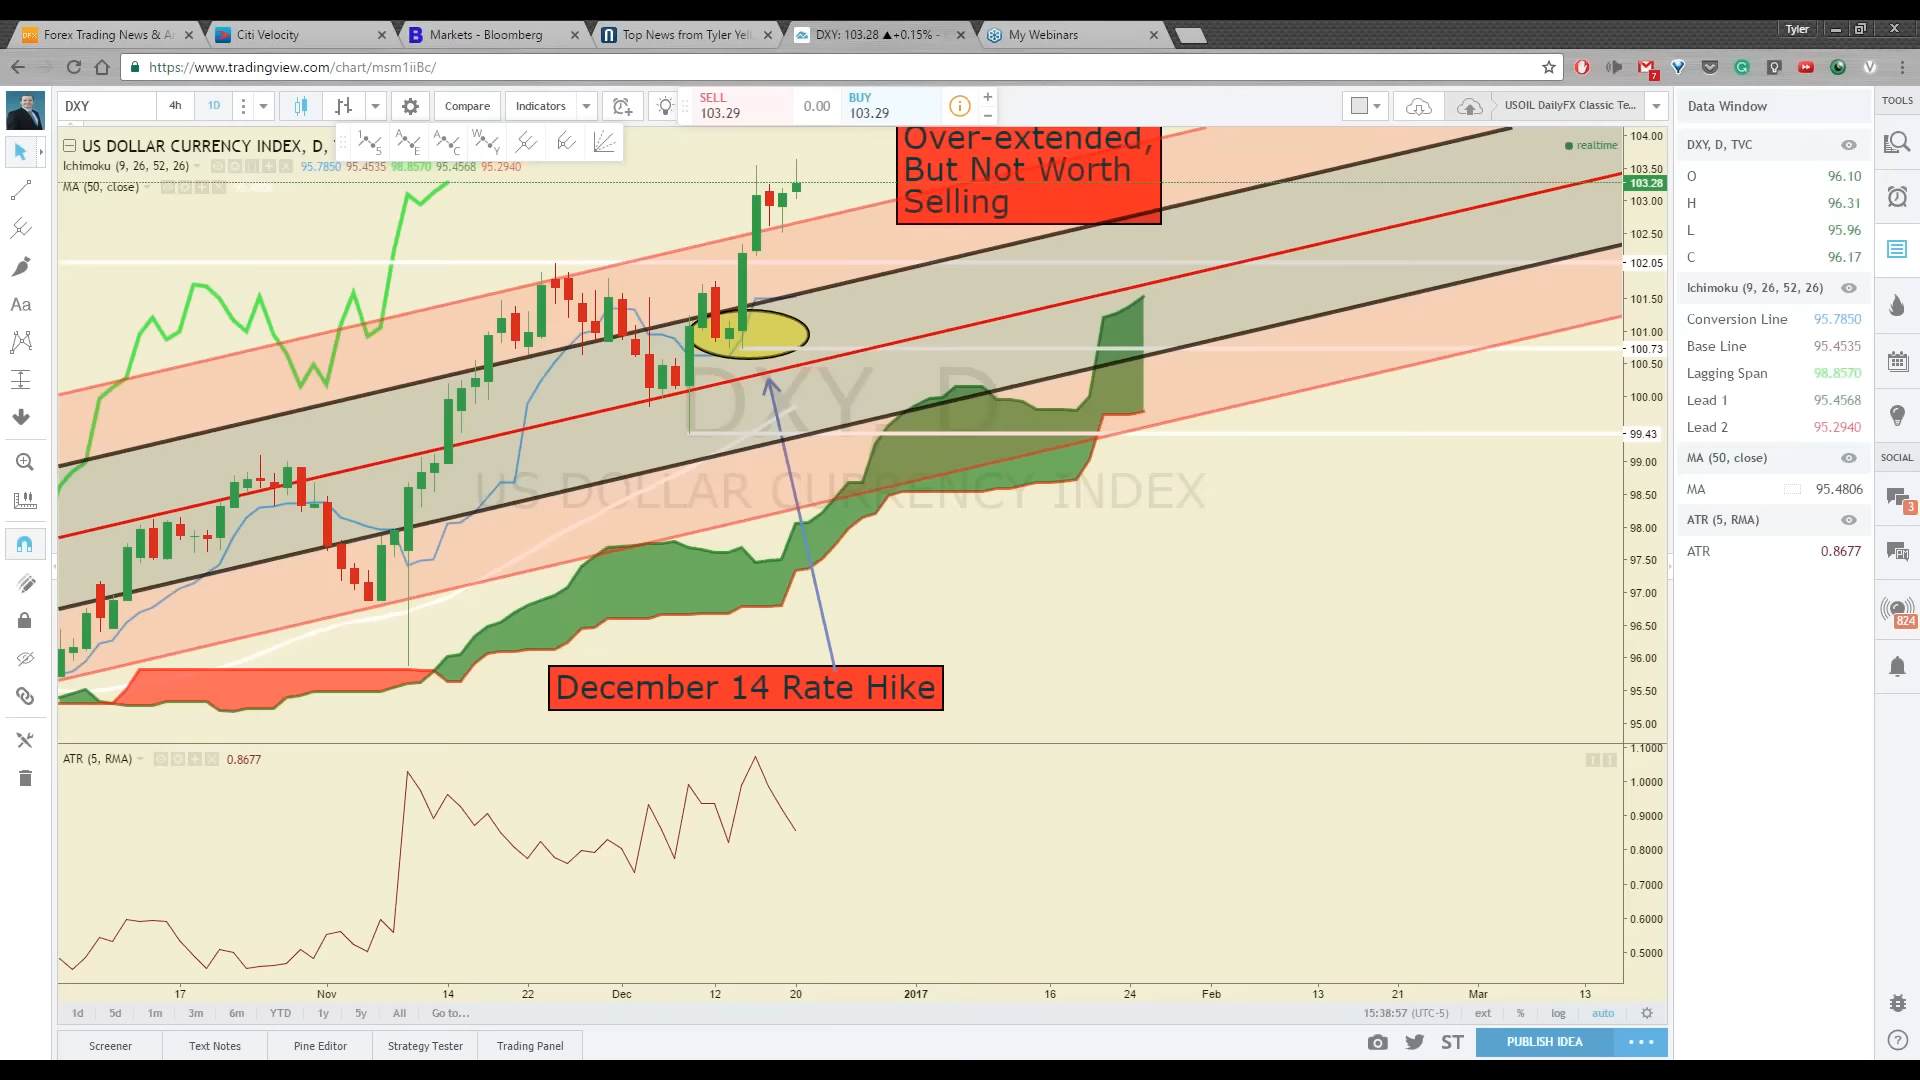 Tyler
Forex Trading News & A
Citi Velocity
Markets - Bloomberg
Top News from Tyler Yell
DXY: 103.28 ▲+0.15% -
My Webinars
https://www.tradingview.com/chart/msm1iiBc/
7
DXY
4h
1D
Compare
Indicators
SELL
103.29
0.00
BUY
103.29
USOIL DailyFX Classic Te...
Data Window
TOOLS
US DOLLAR CURRENCY INDEX, D,
Ichimoku (9, 26, 52, 26)
95.7850 95.4535 98.8570 95.4568 95.2940
MA (50, close)
realtime
Over-extended,
But Not Worth
Selling
DXY, D
US DOLLAR CURRENCY INDEX
December 14 Rate Hike
104.00
103.50
103.28
103.00
102.50
102.05
101.50
101.00
100.73
100.50
100.00
99.43
99.00
98.50
98.00
97.50
97.00
96.50
96.00
95.50
95.00
ATR (5, RMA)
0.8677
1.1000
1.0000
0.9000
0.8000
0.7000
0.6000
0.5000
17
Nov
14
22
Dec
12
20
2017
16
24
Feb
13
21
Mar
13
1d
5d
1m
3m
6m
YTD
1y
5y
All
Go to...
15:38:57 (UTC-5)
ext
%
log
auto
Screener
Text Notes
Pine Editor
Strategy Tester
Trading Panel
ST
PUBLISH IDEA
DXY, D, TVC
O 96.10
H 96.31
L 95.96
C 96.17
Ichimoku (9, 26, 52, 26)
Conversion Line 95.7850
Base Line 95.4535
Lagging Span 98.8570
Lead 1 95.4568
Lead 2 95.2940
MA (50, close)
MA 95.4806
ATR (5, RMA)
ATR 0.8677
SOCIAL
3
824